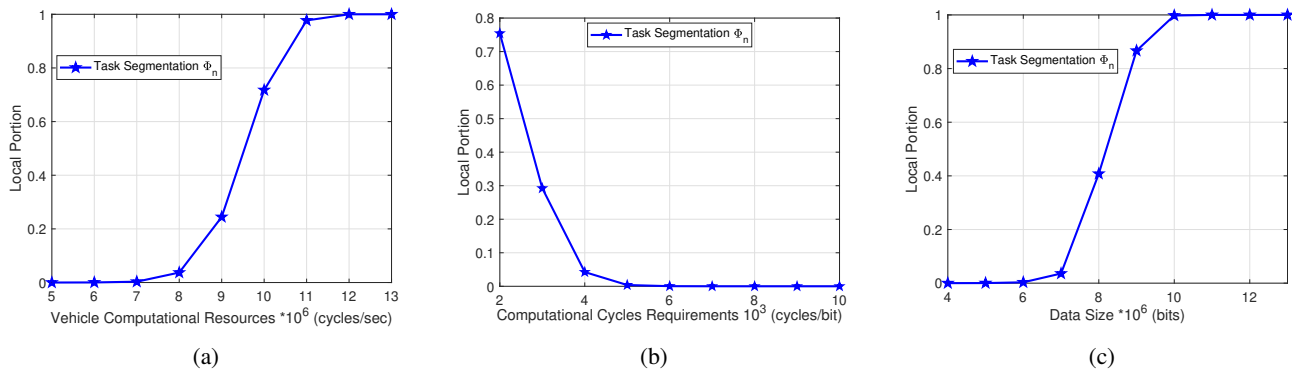 1
0.8
0.6
0.4
0.2
0
Local Portion
Task Segmentation Φn
5 6 7 8 9 10 11 12 13
Vehicle Computational Resources *10^6 (cycles/sec)
(a)
0.8
0.7
0.6
0.5
0.4
0.3
0.2
0.1
0
Local Portion
Task Segmentation Φn
2 4 6 8 10
Computational Cycles Requirements 10^3 (cycles/bit)
(b)
1
0.8
0.6
0.4
0.2
0
Local Portion
Task Segmentation Φn
4 6 8 10 12
Data Size *10^6 (bits)
(c)